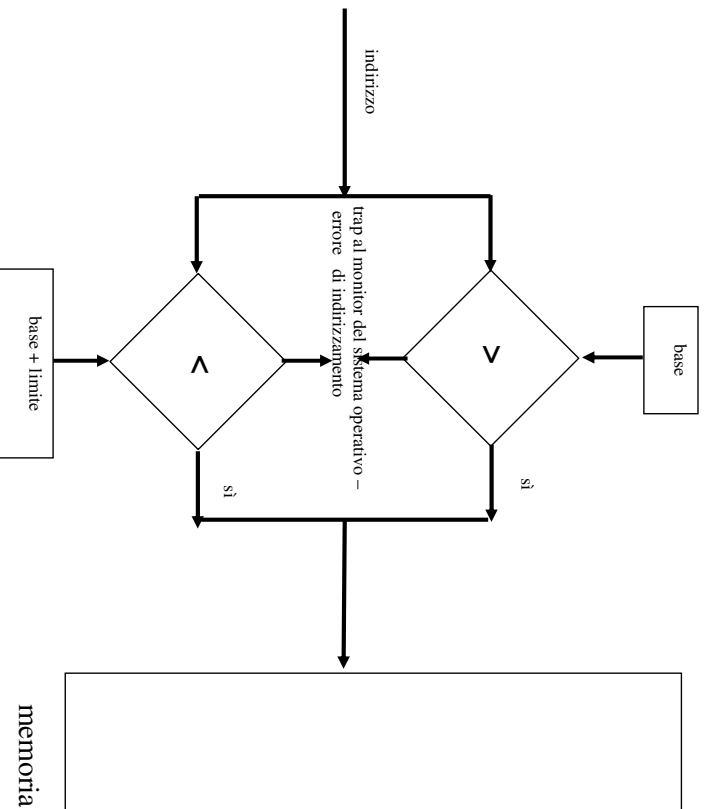 base
sì
>
indirizzo
trap al monitor del sistema operativo –
errore di indirizzamento
sì
<
base + limite
memoria